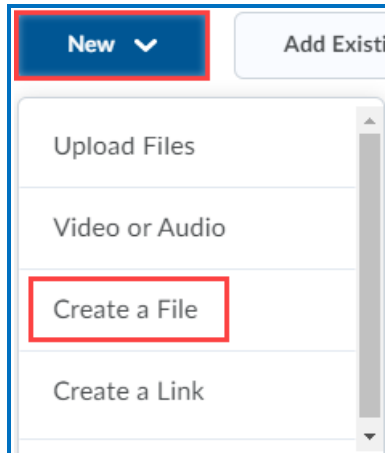 New
Add Existi
Upload Files
Video or Audio
Create a File
Create a Link